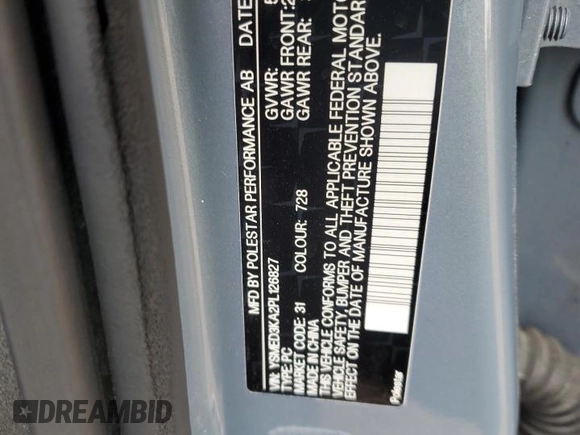 MFD BY POLESTAR PERFORMANCE AB DATE
GVWR: 5
GAWR FRONT:2
GAWR REAR:
VIN: YSMED3KA2PL126827
TYPE: PC
MARKET CODE: 31 COLOUR: 728
MADE IN CHINA
THIS VEHICLE CONFORMS TO ALL APPLICABLE FEDERAL MOTO
VEHICLE SAFETY, BUMPER AND THEFT PREVENTION STANDAR
EFFECT ON THE DATE OF MANUFACTURE SHOWN ABOVE.
DREAMBID